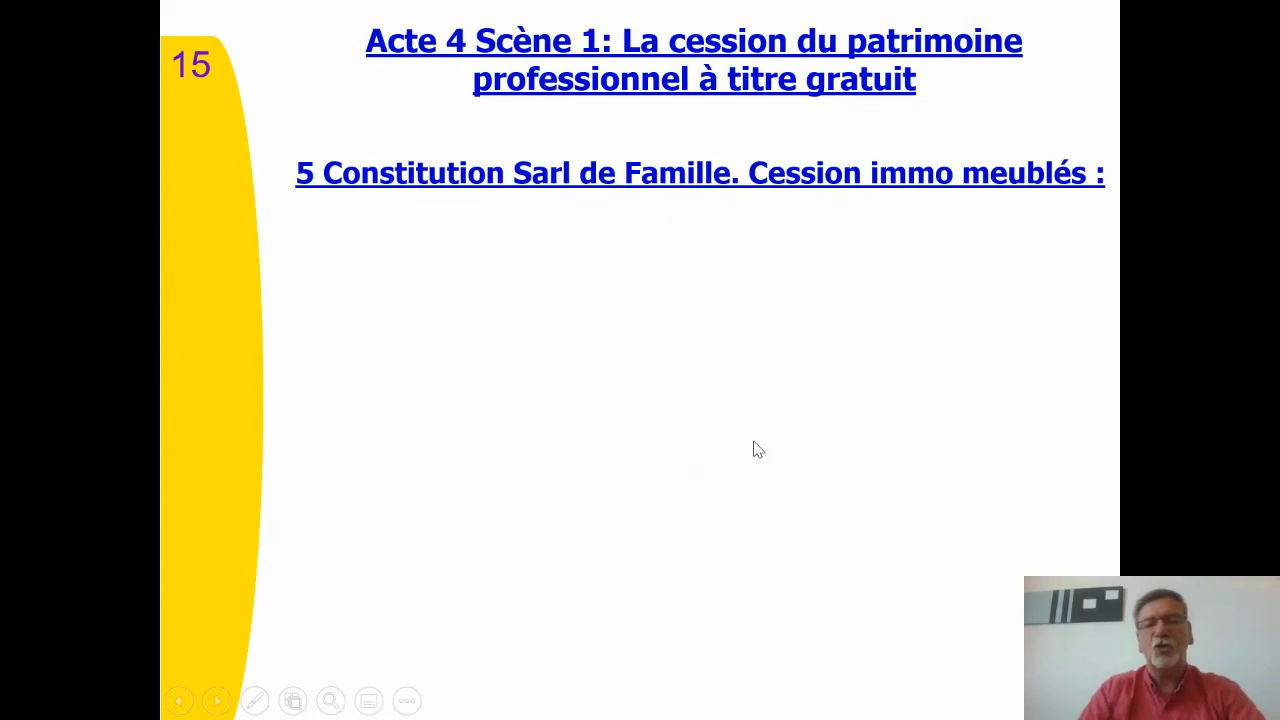 15
Acte 4 Scène 1: La cession du patrimoine
professionnel à titre gratuit
5 Constitution Sarl de Famille. Cession immo meublés :